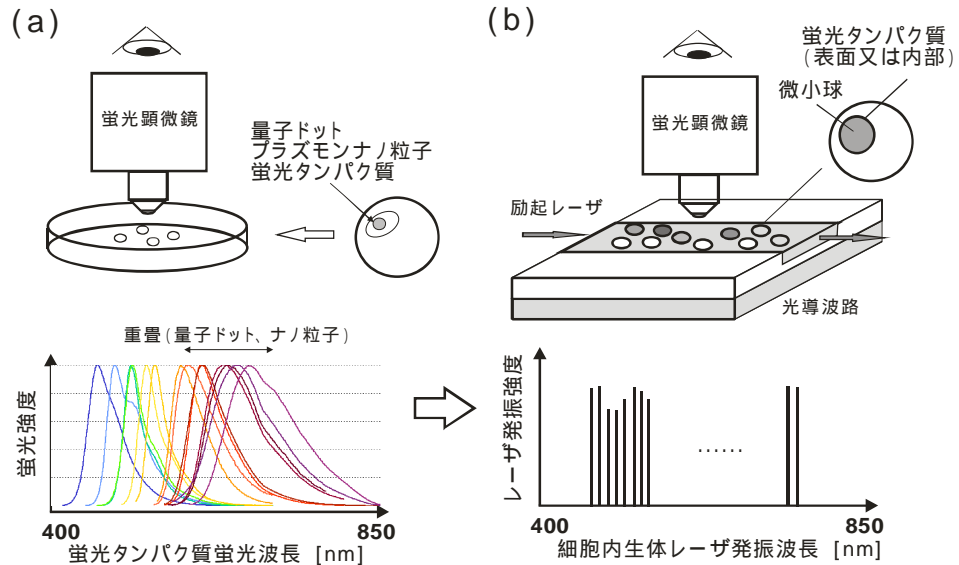 (a)
蛍光顕微鏡
量子ドット
プラズモンナノ粒子
蛍光タンパク質
重畳(量子ドット、ナノ粒子)
蛍光強度
400
850
蛍光タンパク質蛍光波長 [nm]
(b)
蛍光タンパク質
(表面又は内部)
微小球
蛍光顕微鏡
励起レーザ
光導波路
レーザ発振強度
......
400
850
細胞内生体レーザ発振波長 [nm]